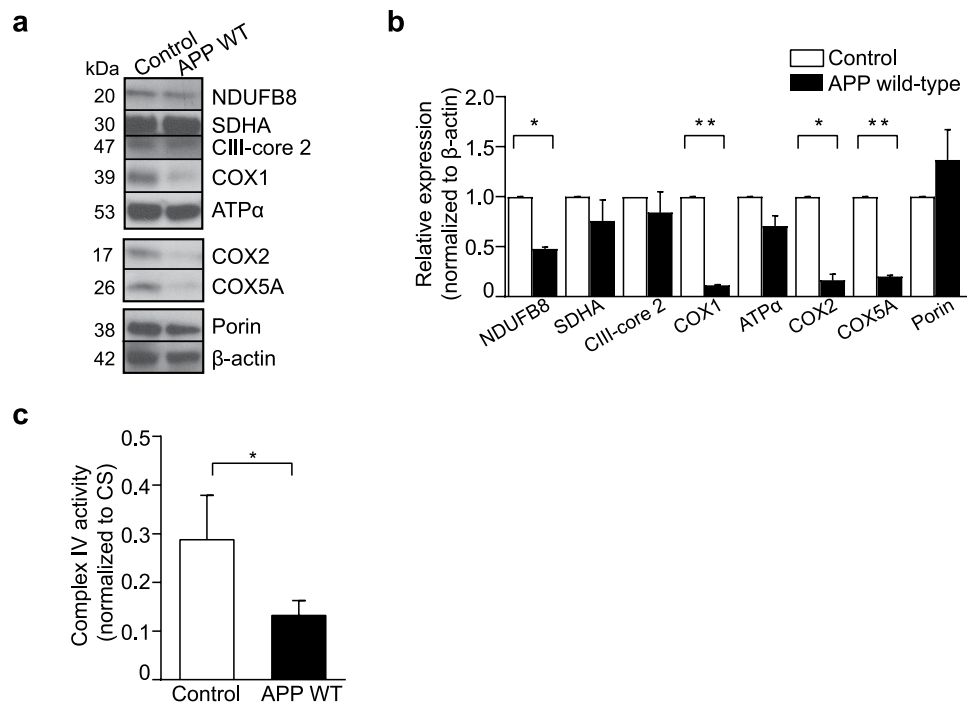 a
Control
APP WT
kDa
20 NDUFB8
30 SDHA
47 CIII-core 2
39 COX1
53 ATPα
17 COX2
26 COX5A
38 Porin
42 β-actin
b
Control
APP wild-type
Relative expression
(normalized to β-actin)
2.0
1.5
1.0
0.5
0
* ** * **
NDUFB8 SDHA CIII-core 2 COX1 ATPα COX2 COX5A Porin
c
Complex IV activity
(normalized to CS)
0.5
0.4
0.3
0.2
0.1
0
*
Control APP WT